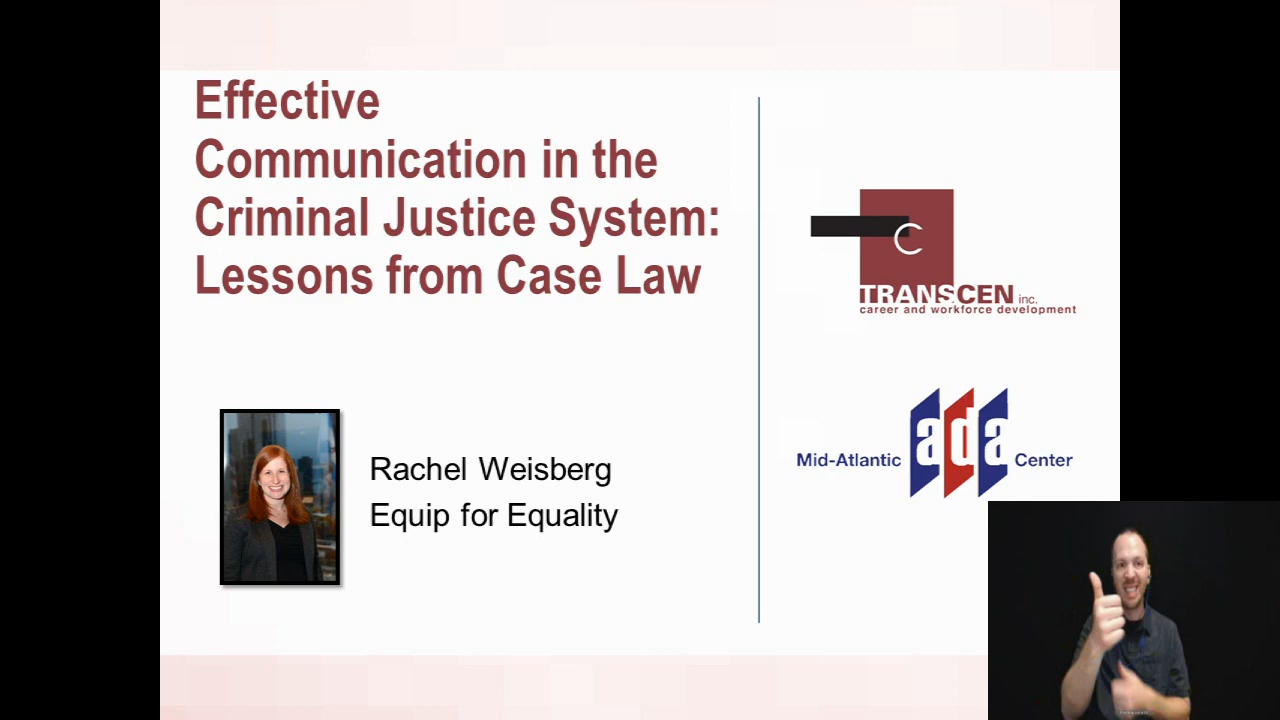 Effective
Communication in the
Criminal Justice System:
Lessons from Case Law
Rachel Weisberg
Equip for Equality
C
TRANSCEN inc.
career and workforce development
Mid-Atlantic ada Center